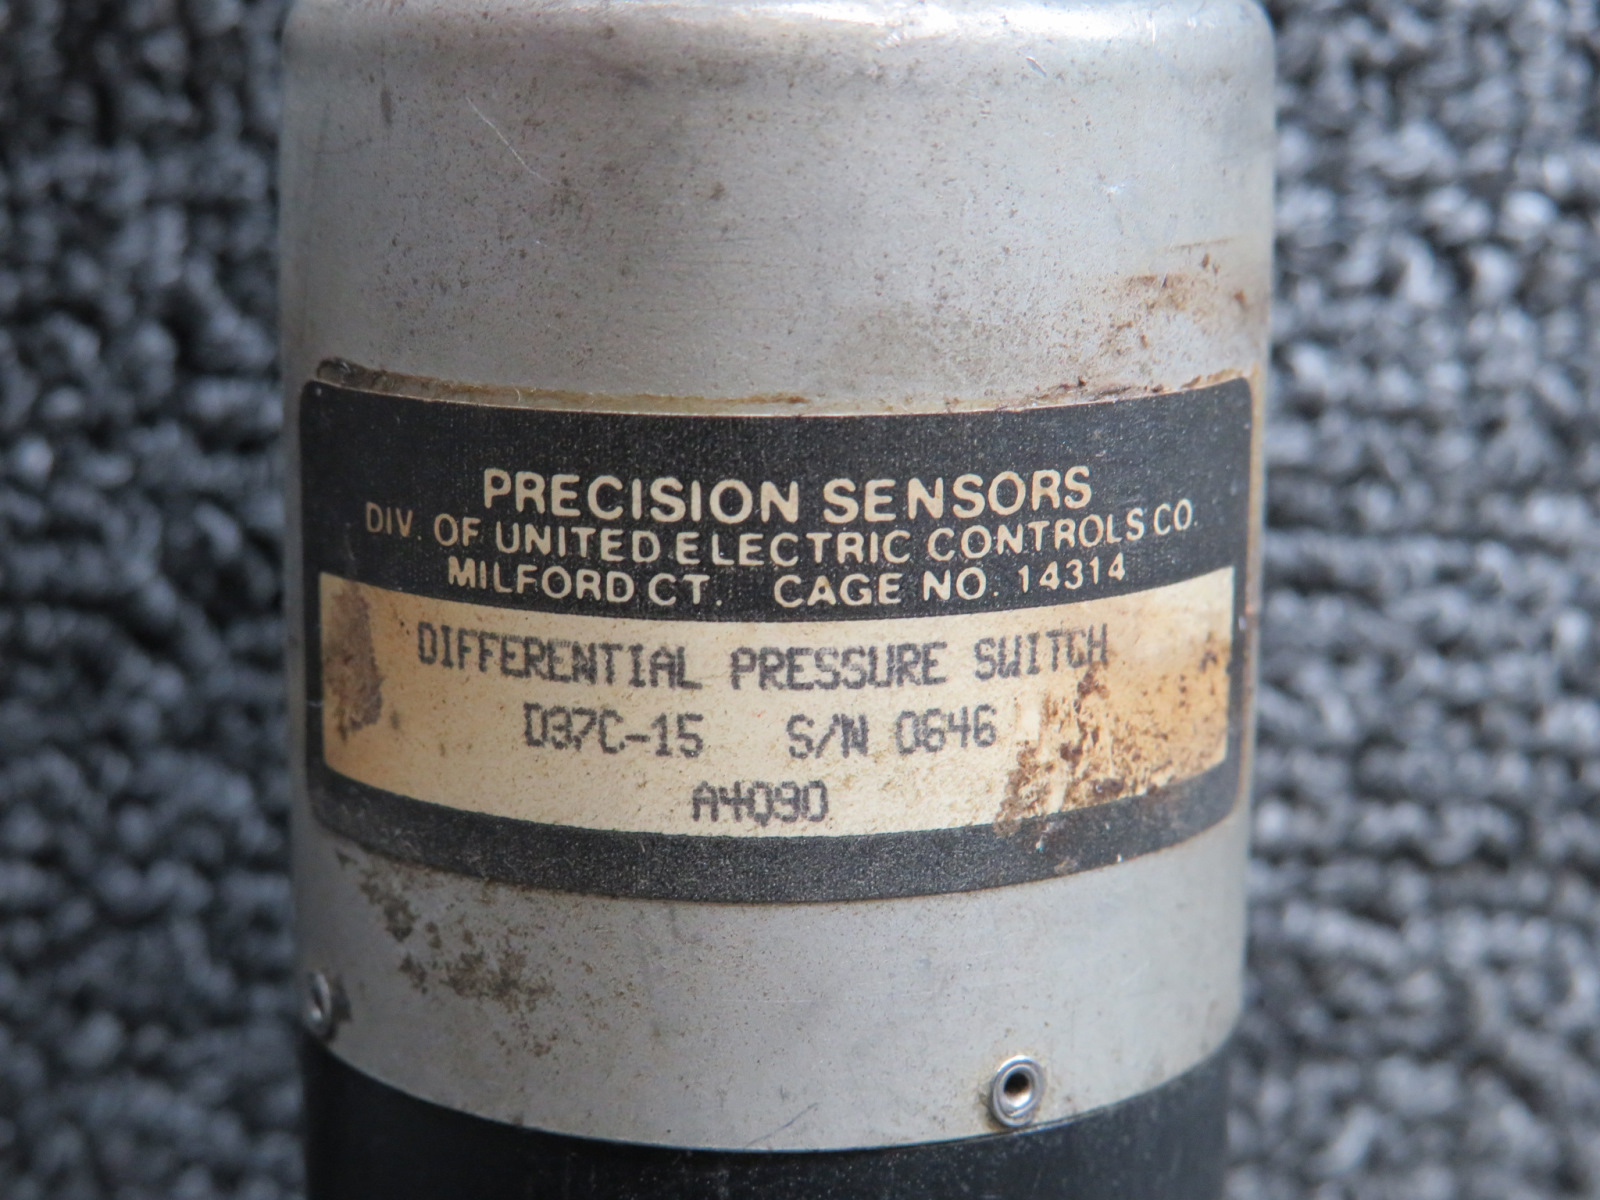 PRECISION SENSORS
DIV. OF UNITED ELECTRIC CONTROLS CO.
MILFORD CT. CAGE NO. 14314
DIFFERENTIAL PRESSURE SWITCH
D37C-15 S/N 0646
A4090